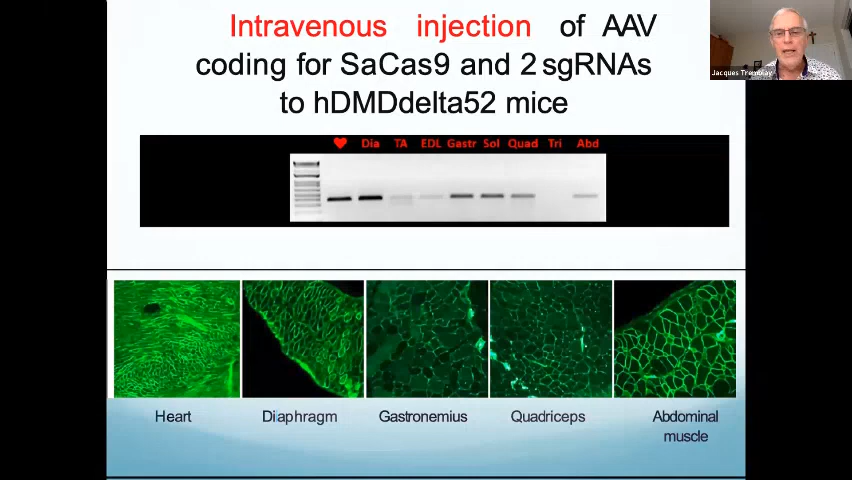 Intravenous injection of AAV
coding for SaCas9 and 2 sgRNAs
to hDMDdelta52 mice
Jacques Tremblay
Dia TA EDL Gastr Sol Quad Tri Abd
Heart Diaphragm Gastronemius Quadriceps Abdominal
muscle